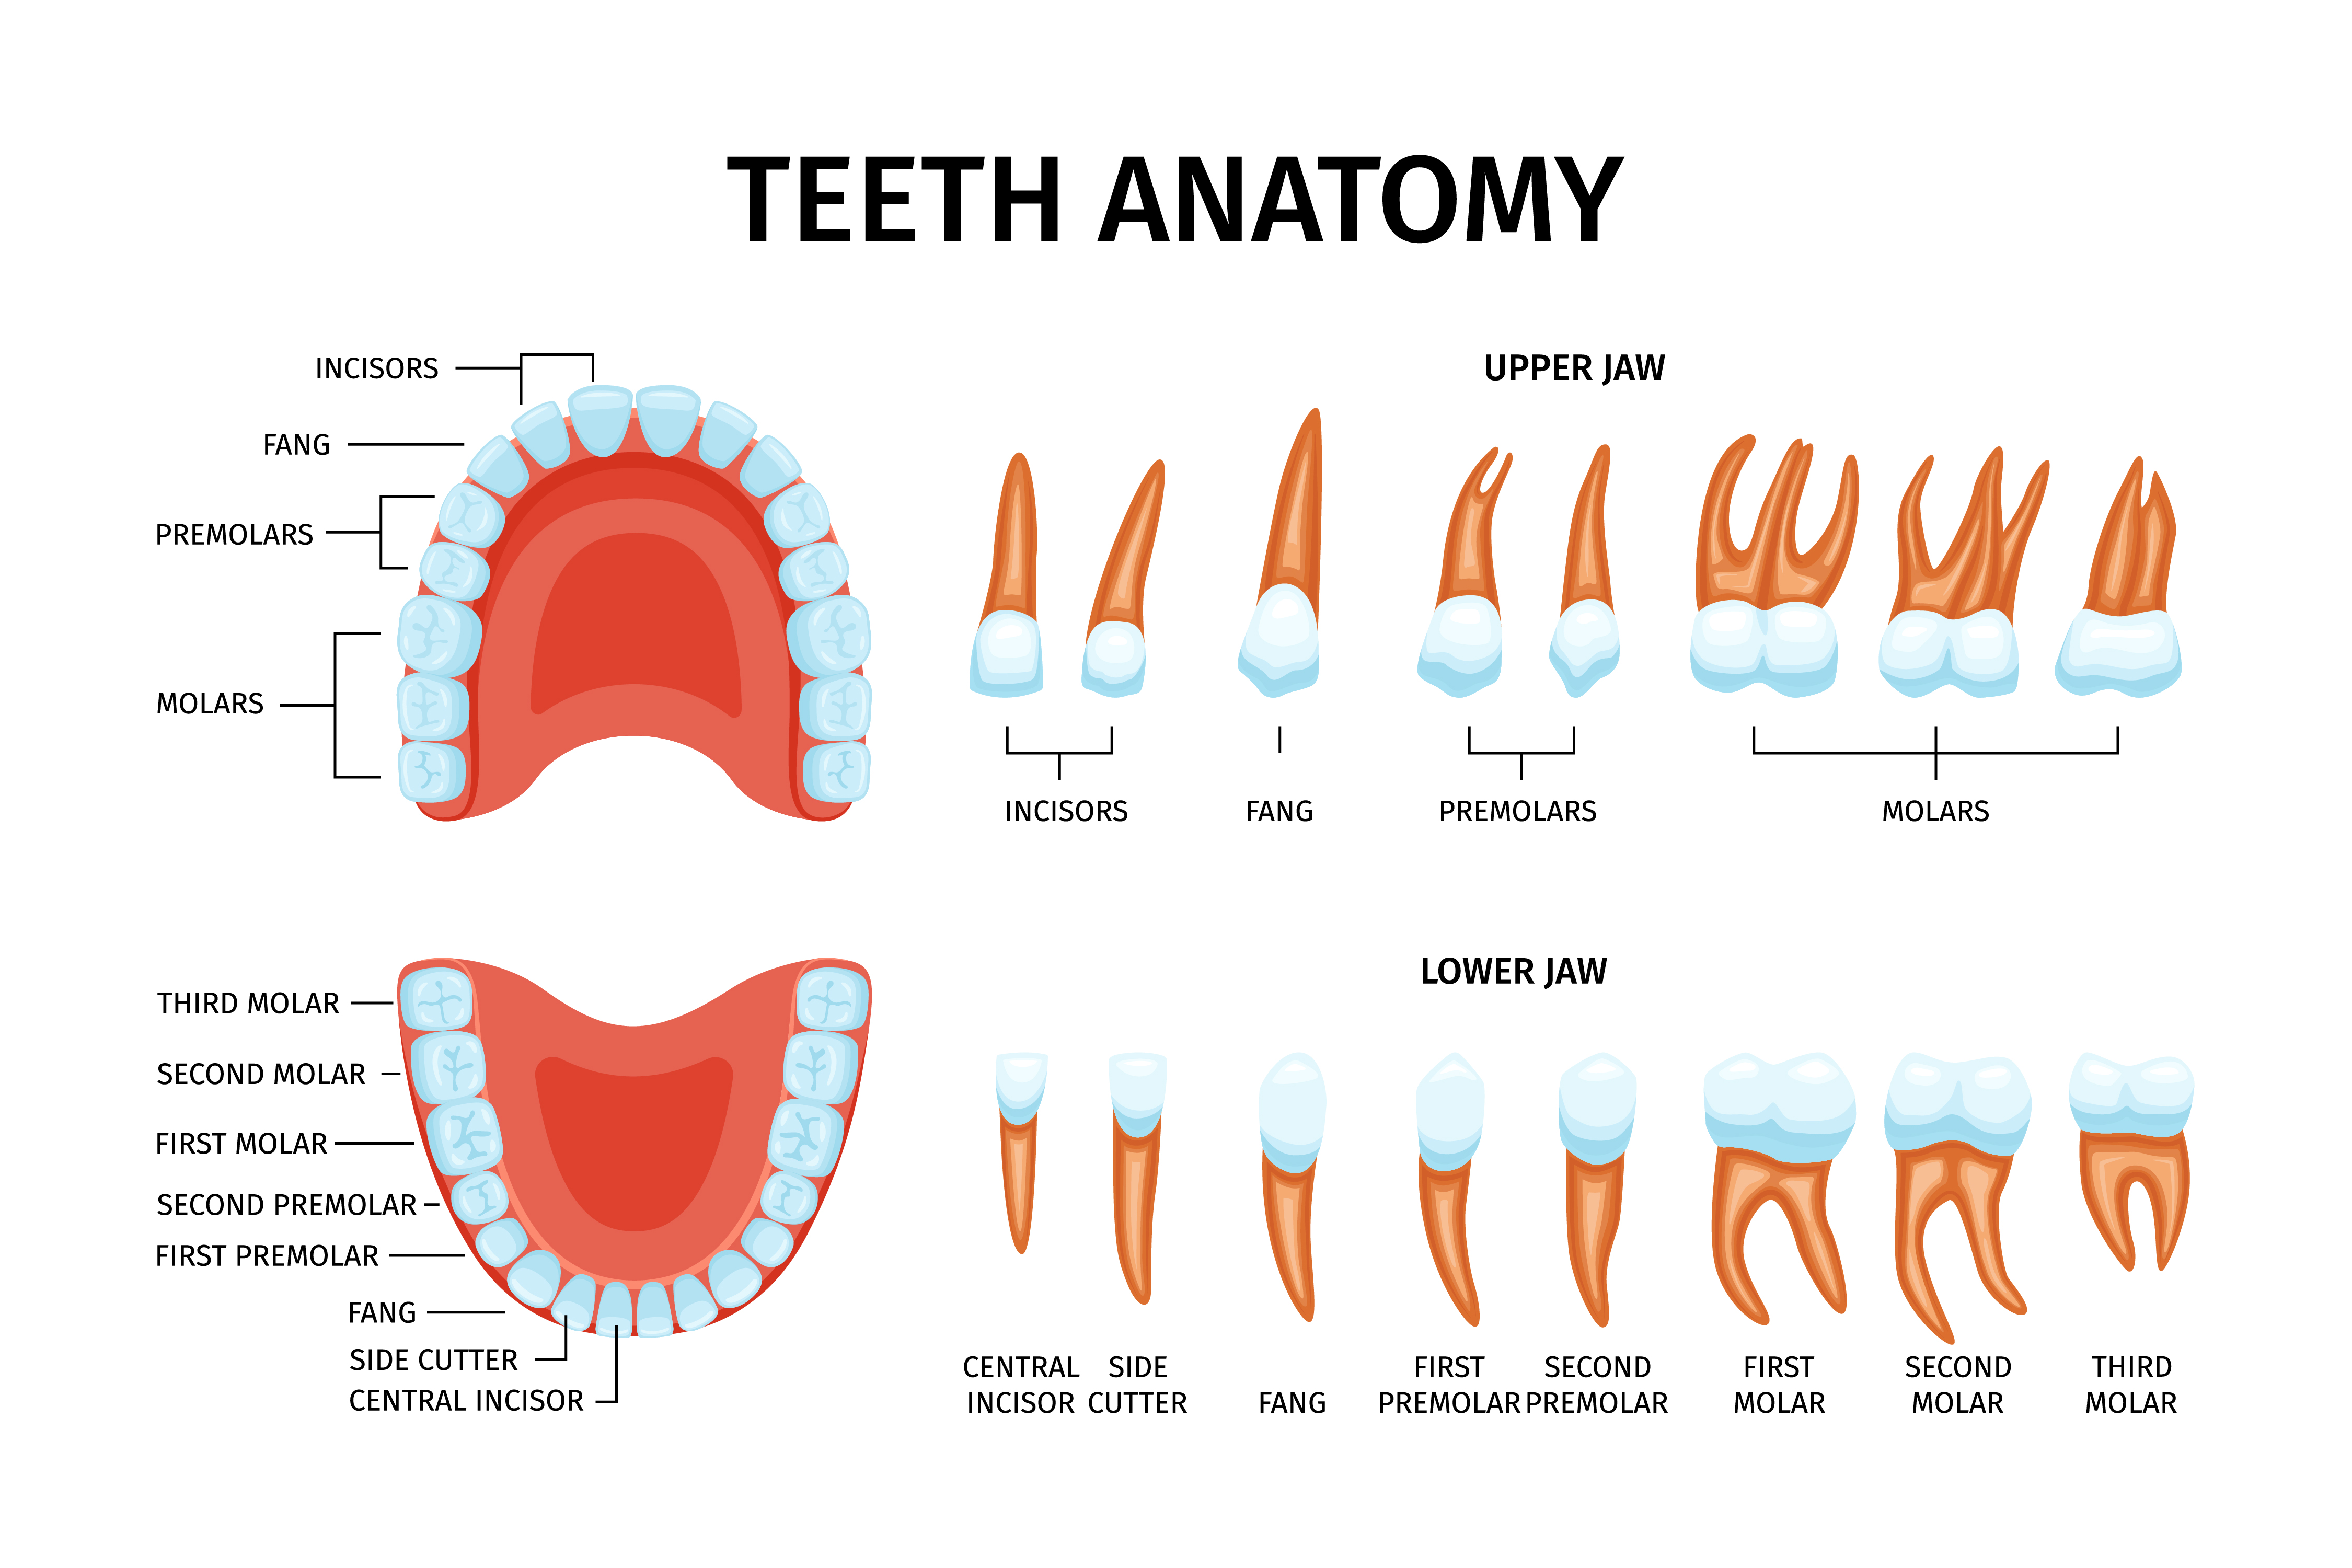 TEETH ANATOMY
INCISORS
FANG
PREMOLARS
MOLARS
UPPER JAW
INCISORS
FANG
PREMOLARS
MOLARS
THIRD MOLAR
SECOND MOLAR
FIRST MOLAR
SECOND PREMOLAR
FIRST PREMOLAR
FANG
SIDE CUTTER
CENTRAL INCISOR
LOWER JAW
CENTRAL
INCISOR
SIDE
CUTTER
FANG
FIRST
PREMOLAR
SECOND
PREMOLAR
FIRST
MOLAR
SECOND
MOLAR
THIRD
MOLAR